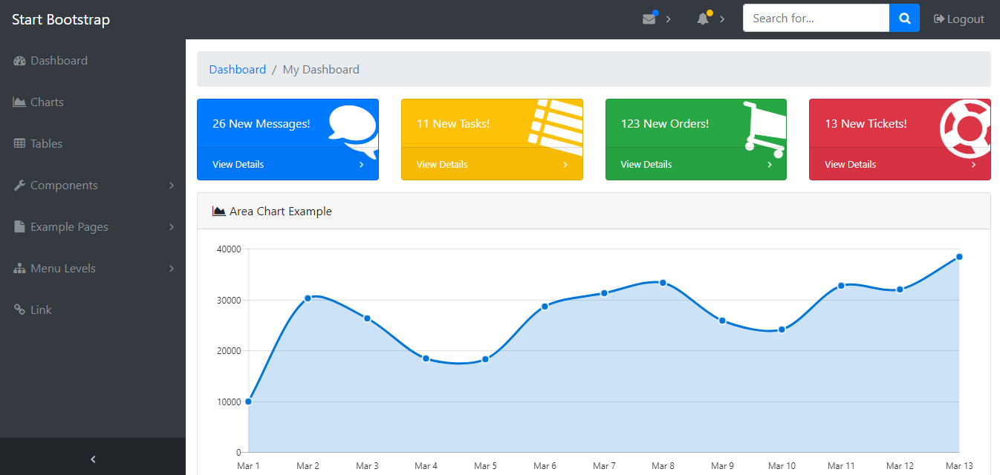 Start Bootstrap
Search for...
Logout
Dashboard
Charts
Tables
Components
Example Pages
Menu Levels
Link
Dashboard / My Dashboard
26 New Messages!
View Details
11 New Tasks!
View Details
123 New Orders!
View Details
13 New Tickets!
View Details
Area Chart Example
40000
30000
20000
10000
0
Mar 1 Mar 2 Mar 3 Mar 4 Mar 5 Mar 6 Mar 7 Mar 8 Mar 9 Mar 10 Mar 11 Mar 12 Mar 13